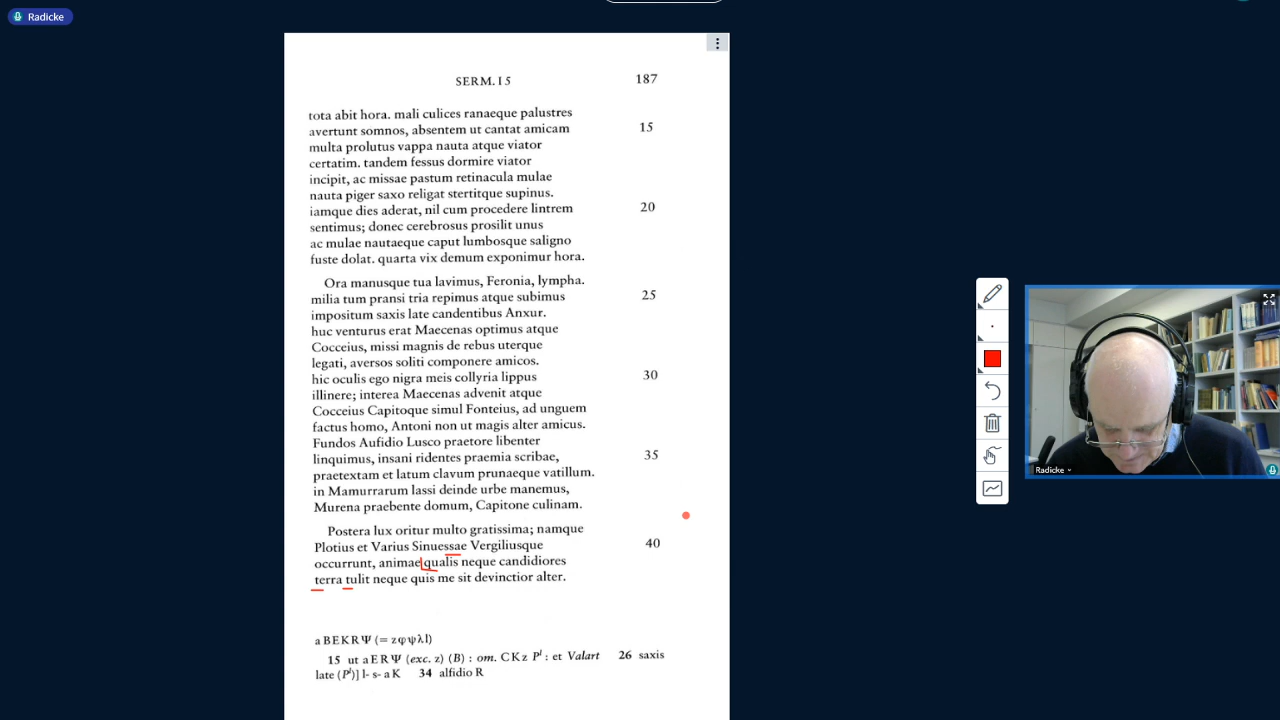 Radicke
SERM. I 5 187
tota abit hora. mali culices ranaeque palustres
avertunt somnos, absentem ut cantat amicam 15
multa prolutus vappa nauta atque viator
certatim. tandem fessus dormire viator
incipit, ac missae pastum retinacula mulae
nauta piger saxo religat stertitque supinus.
iamque dies aderat, nil cum procedere lintrem 20
sentimus; donec cerebrosus prosilit unus
ac mulae nautaeque caput lumbosque saligno
fuste dolat. quarta vix demum exponimur hora.
Ora manusque tua lavimus, Feronia, lympha.
milia tum pransi tria repimus atque subimus 25
impositum saxis late candentibus Anxur.
huc venturus erat Maecenas optimus atque
Cocceius, missi magnis de rebus uterque
legati, aversos soliti componere amicos.
hic oculis ego nigra meis collyria lippus 30
illinere; interea Maecenas advenit atque
Cocceius Capitoque simul Fonteius, ad unguem
factus homo, Antoni non ut magis alter amicus.
Fundos Aufidio Lusco praetore libenter
linquimus, insani ridentes praemia scribae, 35
praetextam et latum clavum prunaeque vatillum.
in Mamurrarum lassi deinde urbe manemus,
Murena praebente domum, Capitone culinam.
Postera lux oritur multo gratissima; namque
Plotius et Varius Sinuessae Vergiliusque 40
occurrunt, animae qualis neque candidiores
terra tulit neque quis me sit devinctior alter.
a B E K R Ψ (= z φ ψ λ l)
15 ut a E R Ψ (exc. z) (B) : om. C K z P¹ : et Valart 26 saxis
late (P¹)] l- s- a K 34 alfidio R
Radicke